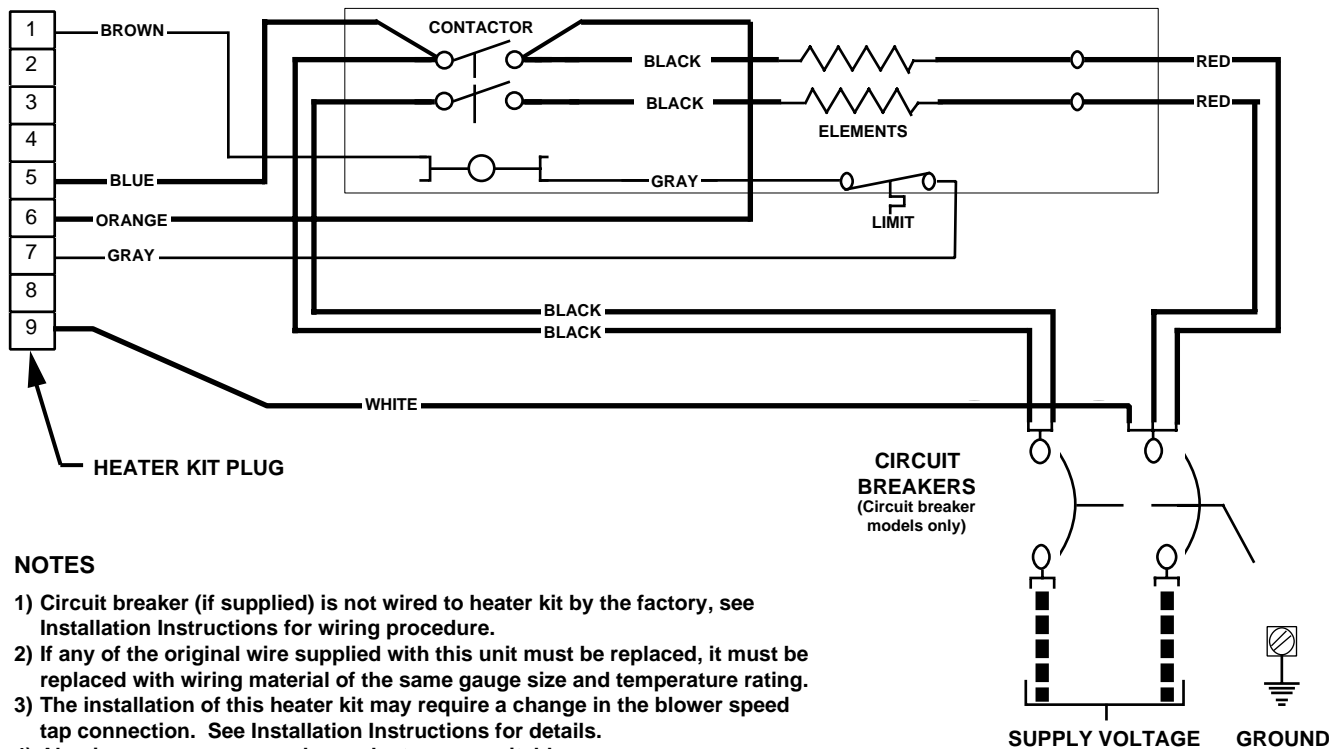 1
2
3
4
5
6
7
8
9
BROWN
BLUE
ORANGE
GRAY
WHITE
CONTACTOR
BLACK
BLACK
ELEMENTS
RED
RED
GRAY
LIMIT
BLACK
BLACK
HEATER KIT PLUG
CIRCUIT
BREAKERS
(Circuit breaker
models only)
NOTES
1) Circuit breaker (if supplied) is not wired to heater kit by the factory, see
Installation Instructions for wiring procedure.
2) If any of the original wire supplied with this unit must be replaced, it must be
replaced with wiring material of the same gauge size and temperature rating.
3) The installation of this heater kit may require a change in the blower speed
tap connection. See Installation Instructions for details.
SUPPLY VOLTAGE
GROUND